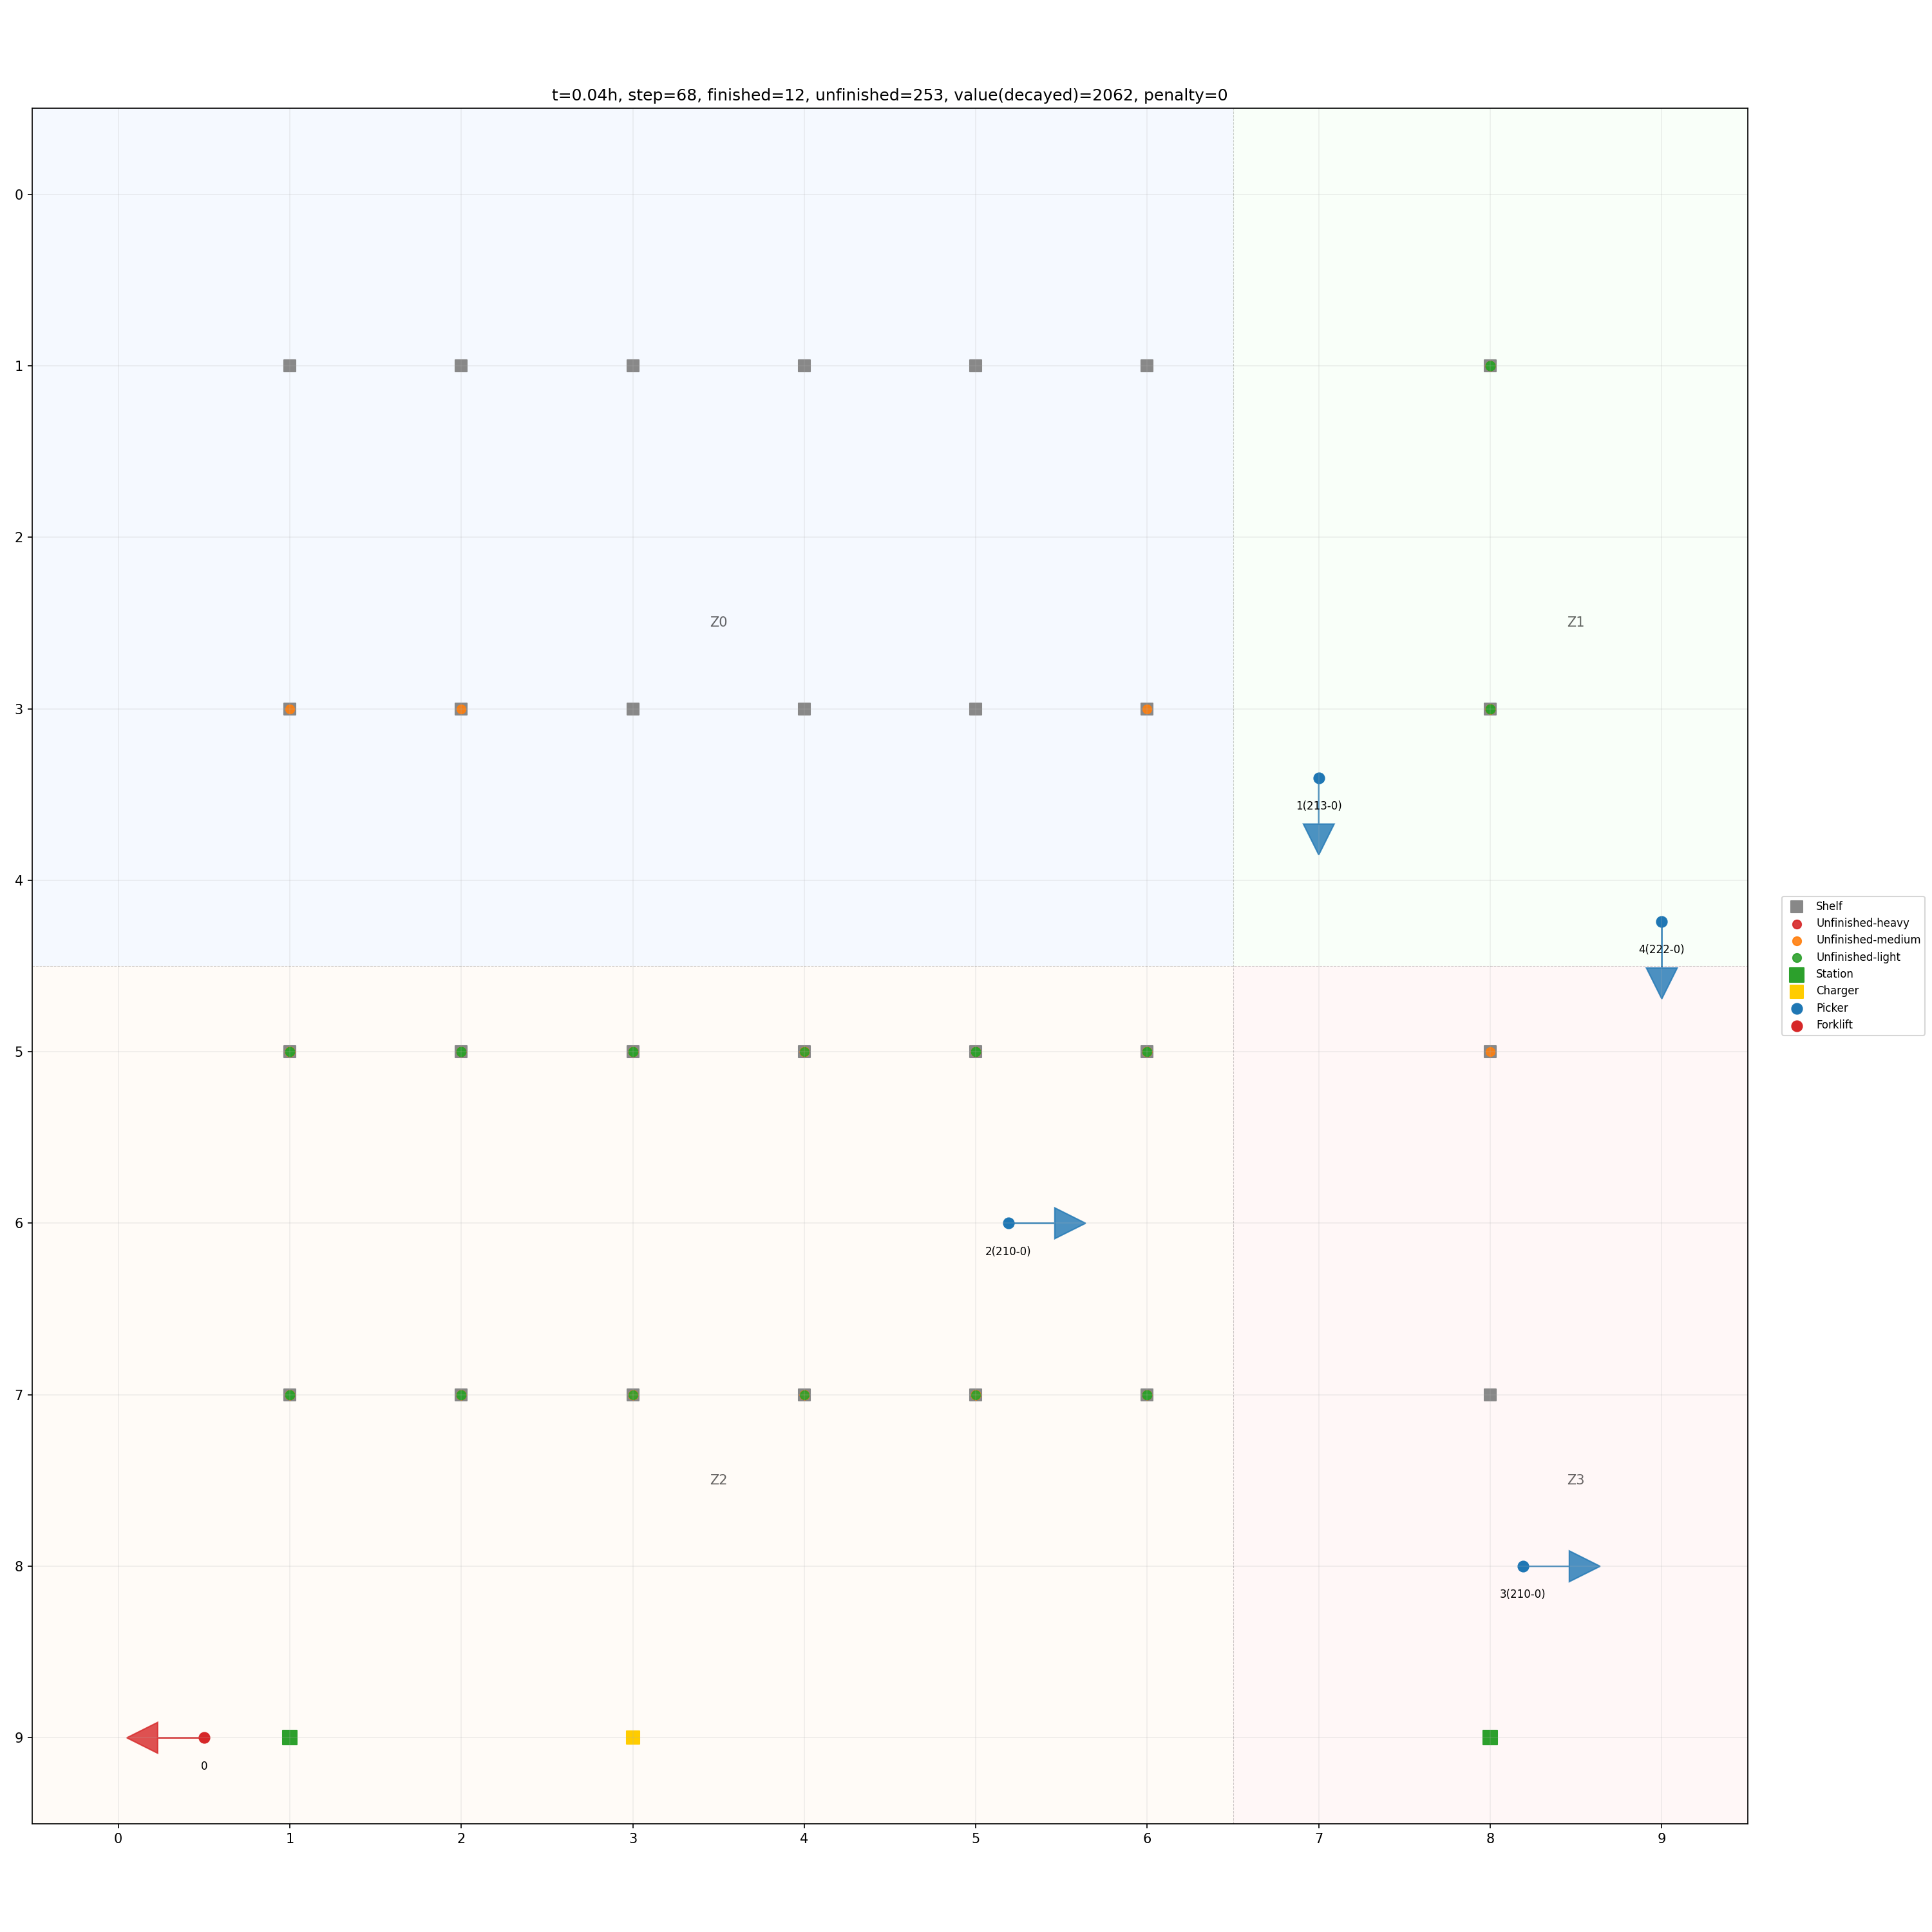 t=0.04h, step=68, finished=12, unfinished=253, value(decayed)=2062, penalty=0
0
1
2
Z0
Z1
3
1(213-0)
4
4(222-0)
5
6
2(210-0)
7
Z2
Z3
8
3(210-0)
9
0
0
1
2
3
4
5
6
7
8
9
Shelf
Unfinished-heavy
Unfinished-medium
Unfinished-light
Station
Charger
Picker
Forklift